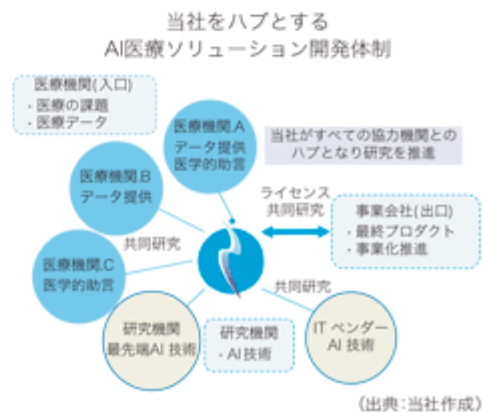 当社をハブとする
AI医療ソリューション開発体制
医療機関(入口)
・医療の課題
・医療データ
医療機関.A
データ提供
医学的助言
当社がすべての協力機関との
ハブとなり研究を推進
医療機関.B
データ提供
ライセンス
共同研究
事業会社(出口)
・最終プロダクト
・事業化推進
共同研究
医療機関.C
医学的助言
共同研究
研究機関
最先端AI 技術
研究機関
・AI技術
IT ベンダー
AI 技術
(出典:当社作成)